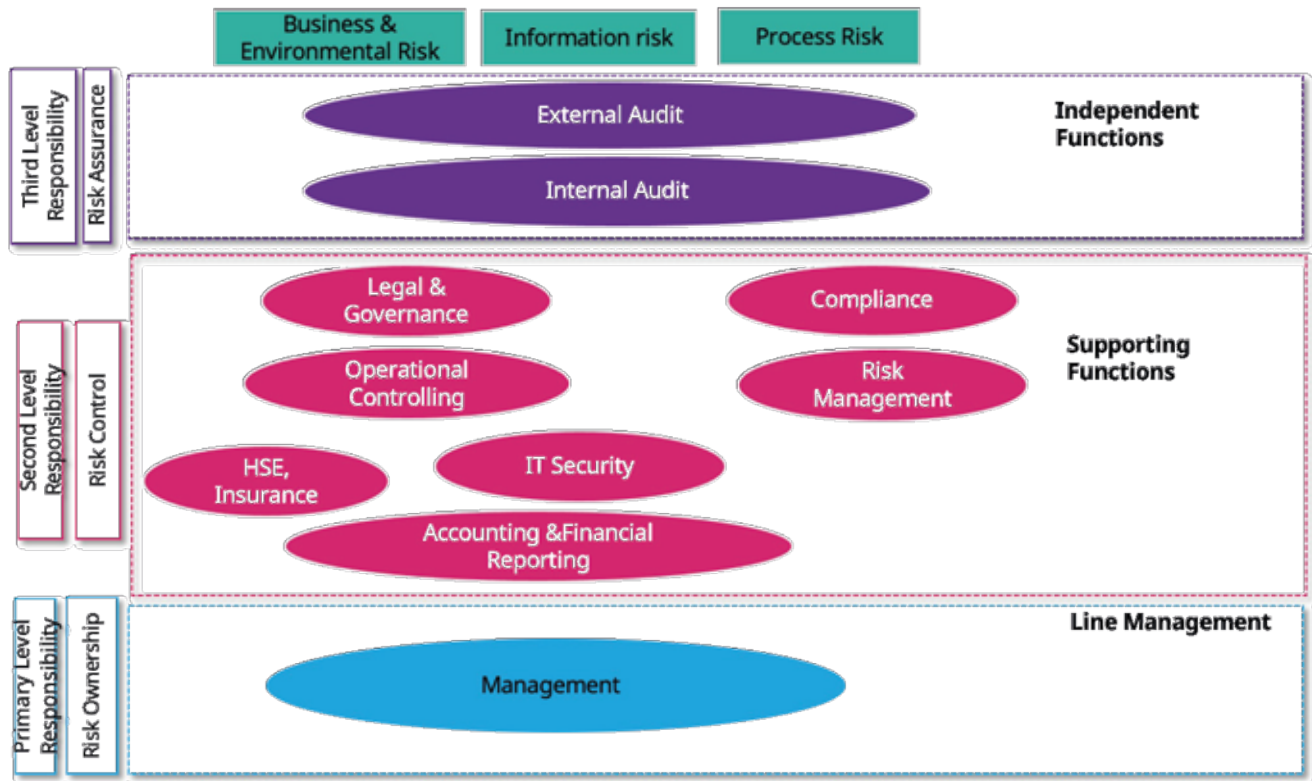 Business &
Environmental Risk
Information risk
Process Risk
Third Level
Responsibility
Risk Assurance
External Audit
Internal Audit
Independent
Functions
Second Level
Responsibility
Risk Control
Legal &
Governance
Compliance
Operational
Controlling
Risk
Management
Supporting
Functions
HSE,
Insurance
IT Security
Accounting &Financial
Reporting
Primary Level
Responsibility
Risk Ownership
Line Management
Management